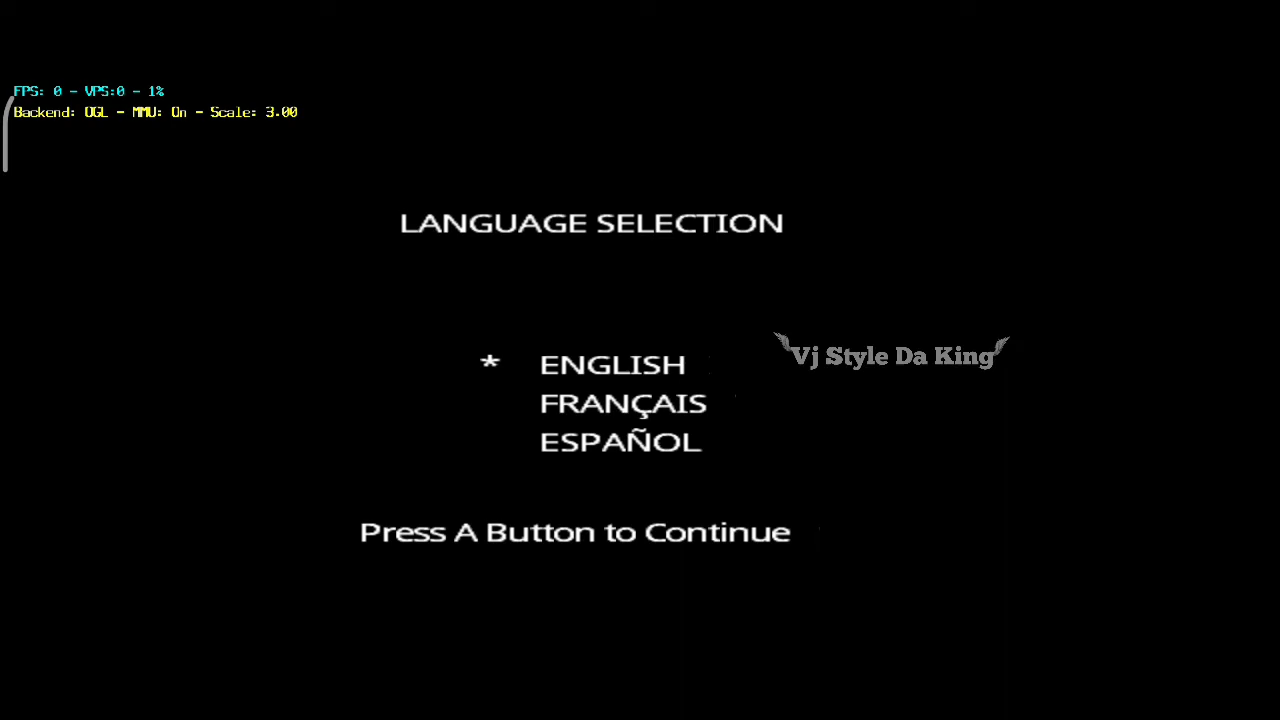 FPS: 0 - VPS:0 - 1%
Backend: OGL - MMU: On - Scale: 3.00
LANGUAGE SELECTION
* ENGLISH
Vj Style Da King
FRANÇAIS
ESPAÑOL
Press A Button to Continue